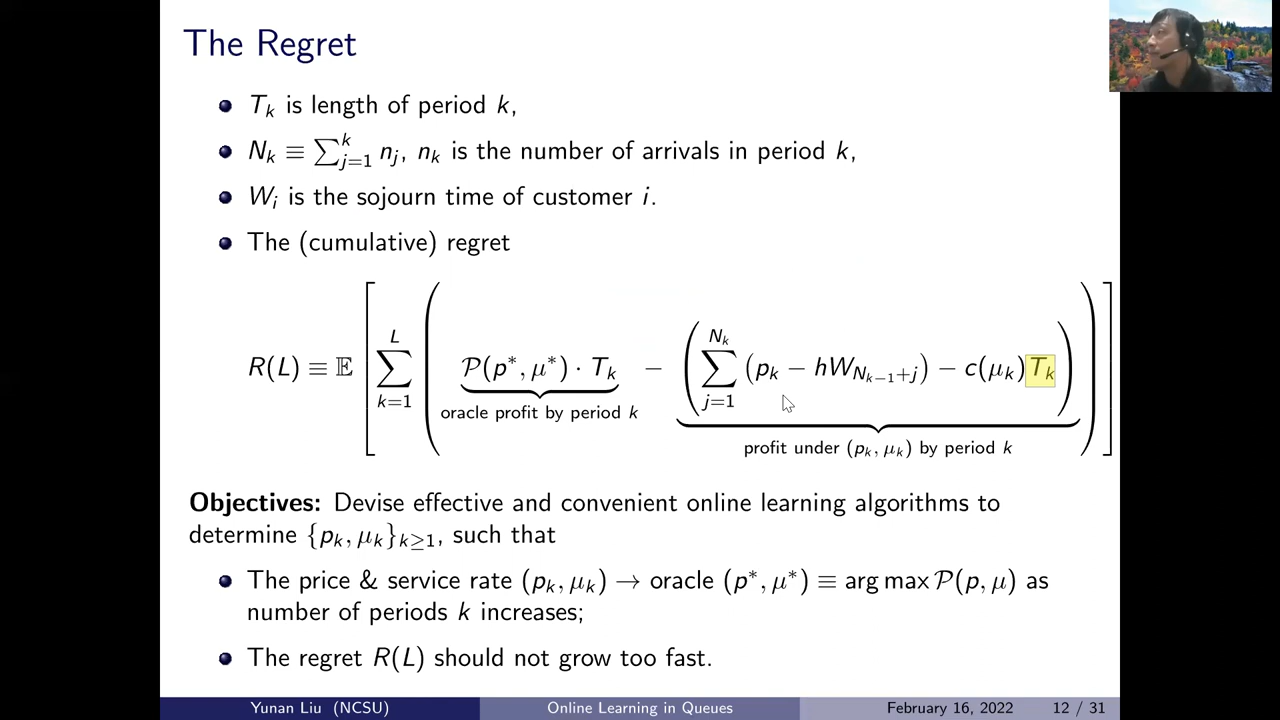 The Regret
T_k is length of period k,
N_k ≡ ∑_{j=1}^{k} n_j, n_k is the number of arrivals in period k,
W_i is the sojourn time of customer i.
The (cumulative) regret
R(L) ≡ 𝔼 [ ∑_{k=1}^{L} ( 𝒫(p*, μ*) · T_k − ( ∑_{j=1}^{N_k} (p_k − hW_{N_{k−1}+j}) − c(μ_k)T_k ) ) ]
oracle profit by period k
profit under (p_k, μ_k) by period k
Objectives: Devise effective and convenient online learning algorithms to
determine {p_k, μ_k}_{k≥1}, such that
The price & service rate (p_k, μ_k) → oracle (p*, μ*) ≡ arg max 𝒫(p, μ) as
number of periods k increases;
The regret R(L) should not grow too fast.
Yunan Liu (NCSU) Online Learning in Queues February 16, 2022 12 / 31